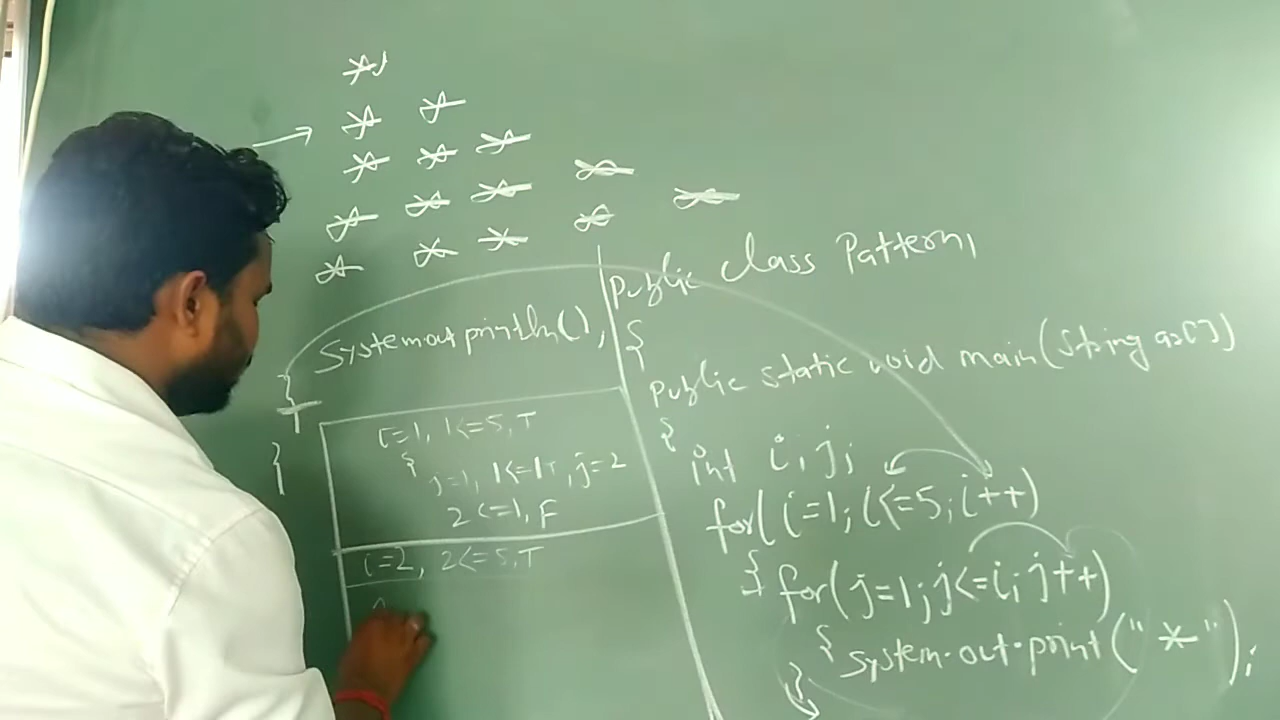 *
* *
* * *
* * * *
* * * * *
System.out.println();
}
}
i=1, 1<=5, T
{
j=1, 1<=1T, j=2
2<=1, F
i=2, 2<=5, T
public class Pattern1
{
public static void main(String as[])
{
int i, j;
for(i=1; i<=5; i++)
{ for(j=1; j<=i; j++)
{ System.out.print("*");
}